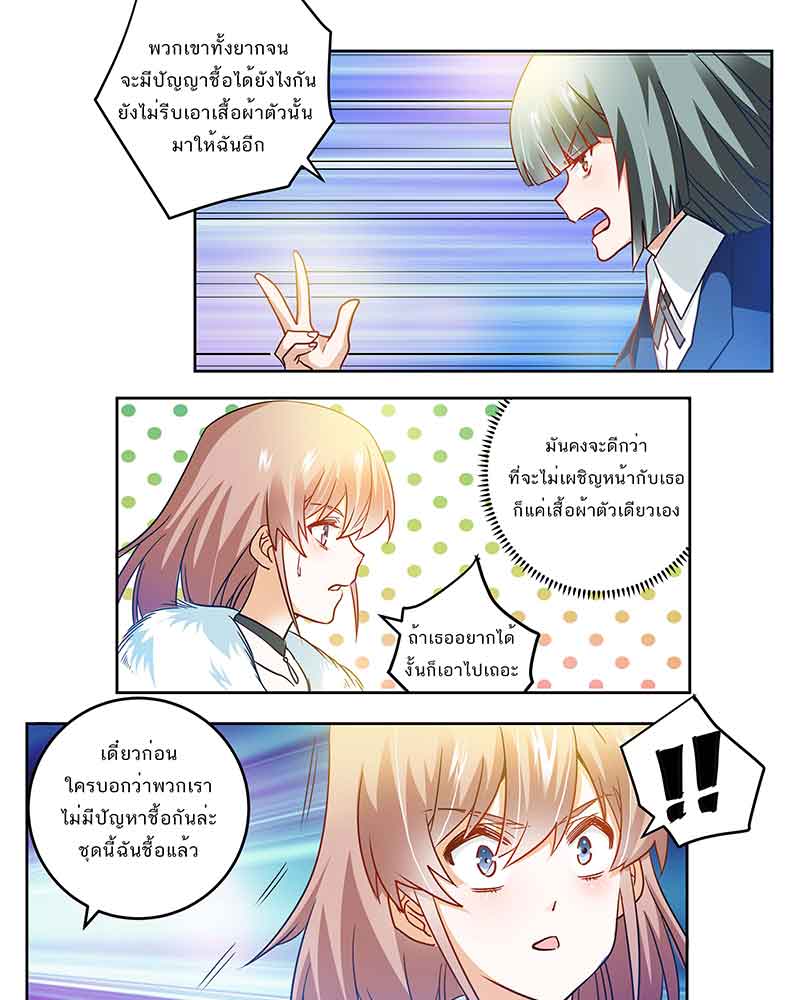 พวกเขาทั้งยากจน
จะมีปัญญาซื้อได้ยังไงกัน
ยังไม่รีบเอาเสื้อผ้าตัวนั้น
มาให้ฉันอีก
มันคงจะดีกว่า
ที่จะไม่เผชิญหน้ากับเธอ
ก็แค่เสื้อผ้าตัวเดียวเอง
ถ้าเธออยากได้
งั้นก็เอาไปเถอะ
!!
เดี๋ยวก่อน
ใครบอกว่าพวกเรา
ไม่มีปัญหาซื้อกันล่ะ
ชุดนี้ฉันซื้อแล้ว